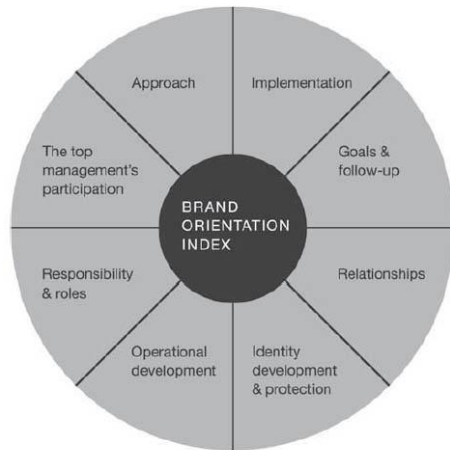 Approach
Implementation
The top
management's
participation
Goals &
follow-up
BRAND
ORIENTATION
INDEX
Responsibility
& roles
Relationships
Operational
development
Identity
development
& protection